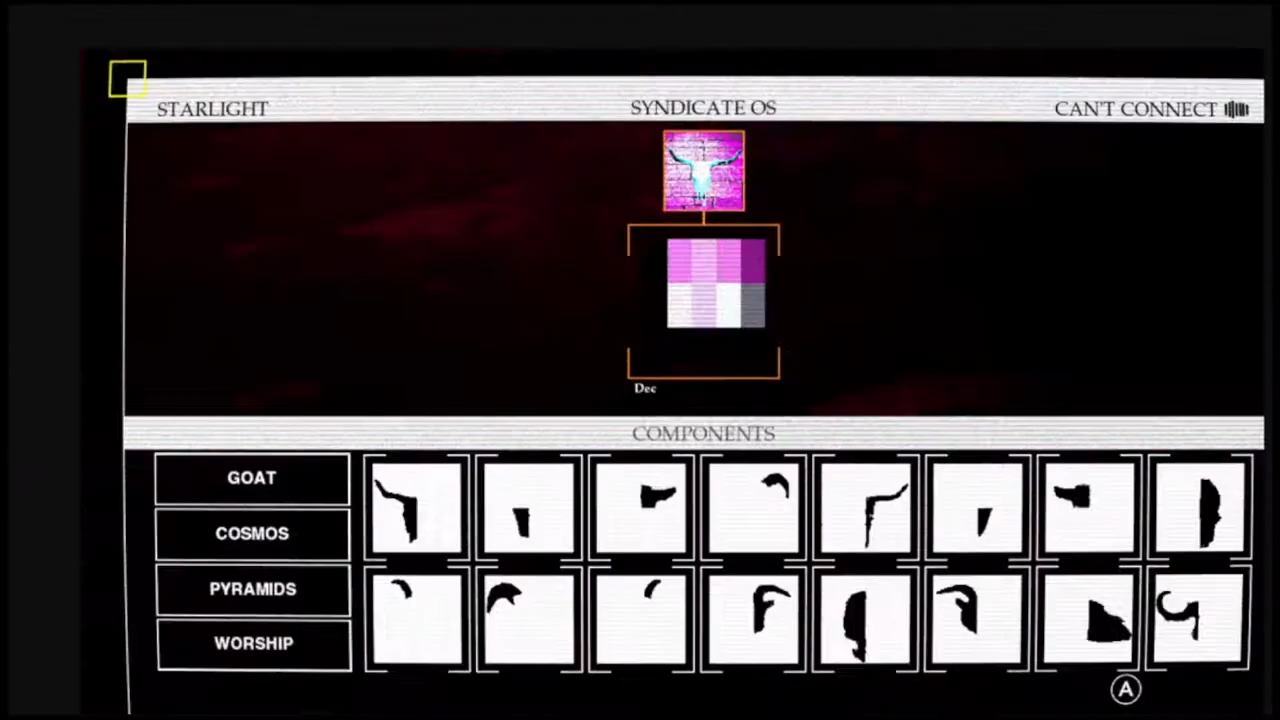 STARLIGHT SYNDICATE OS CAN'T CONNECT
Dec
COMPONENTS
GOAT
COSMOS
PYRAMIDS
WORSHIP
A